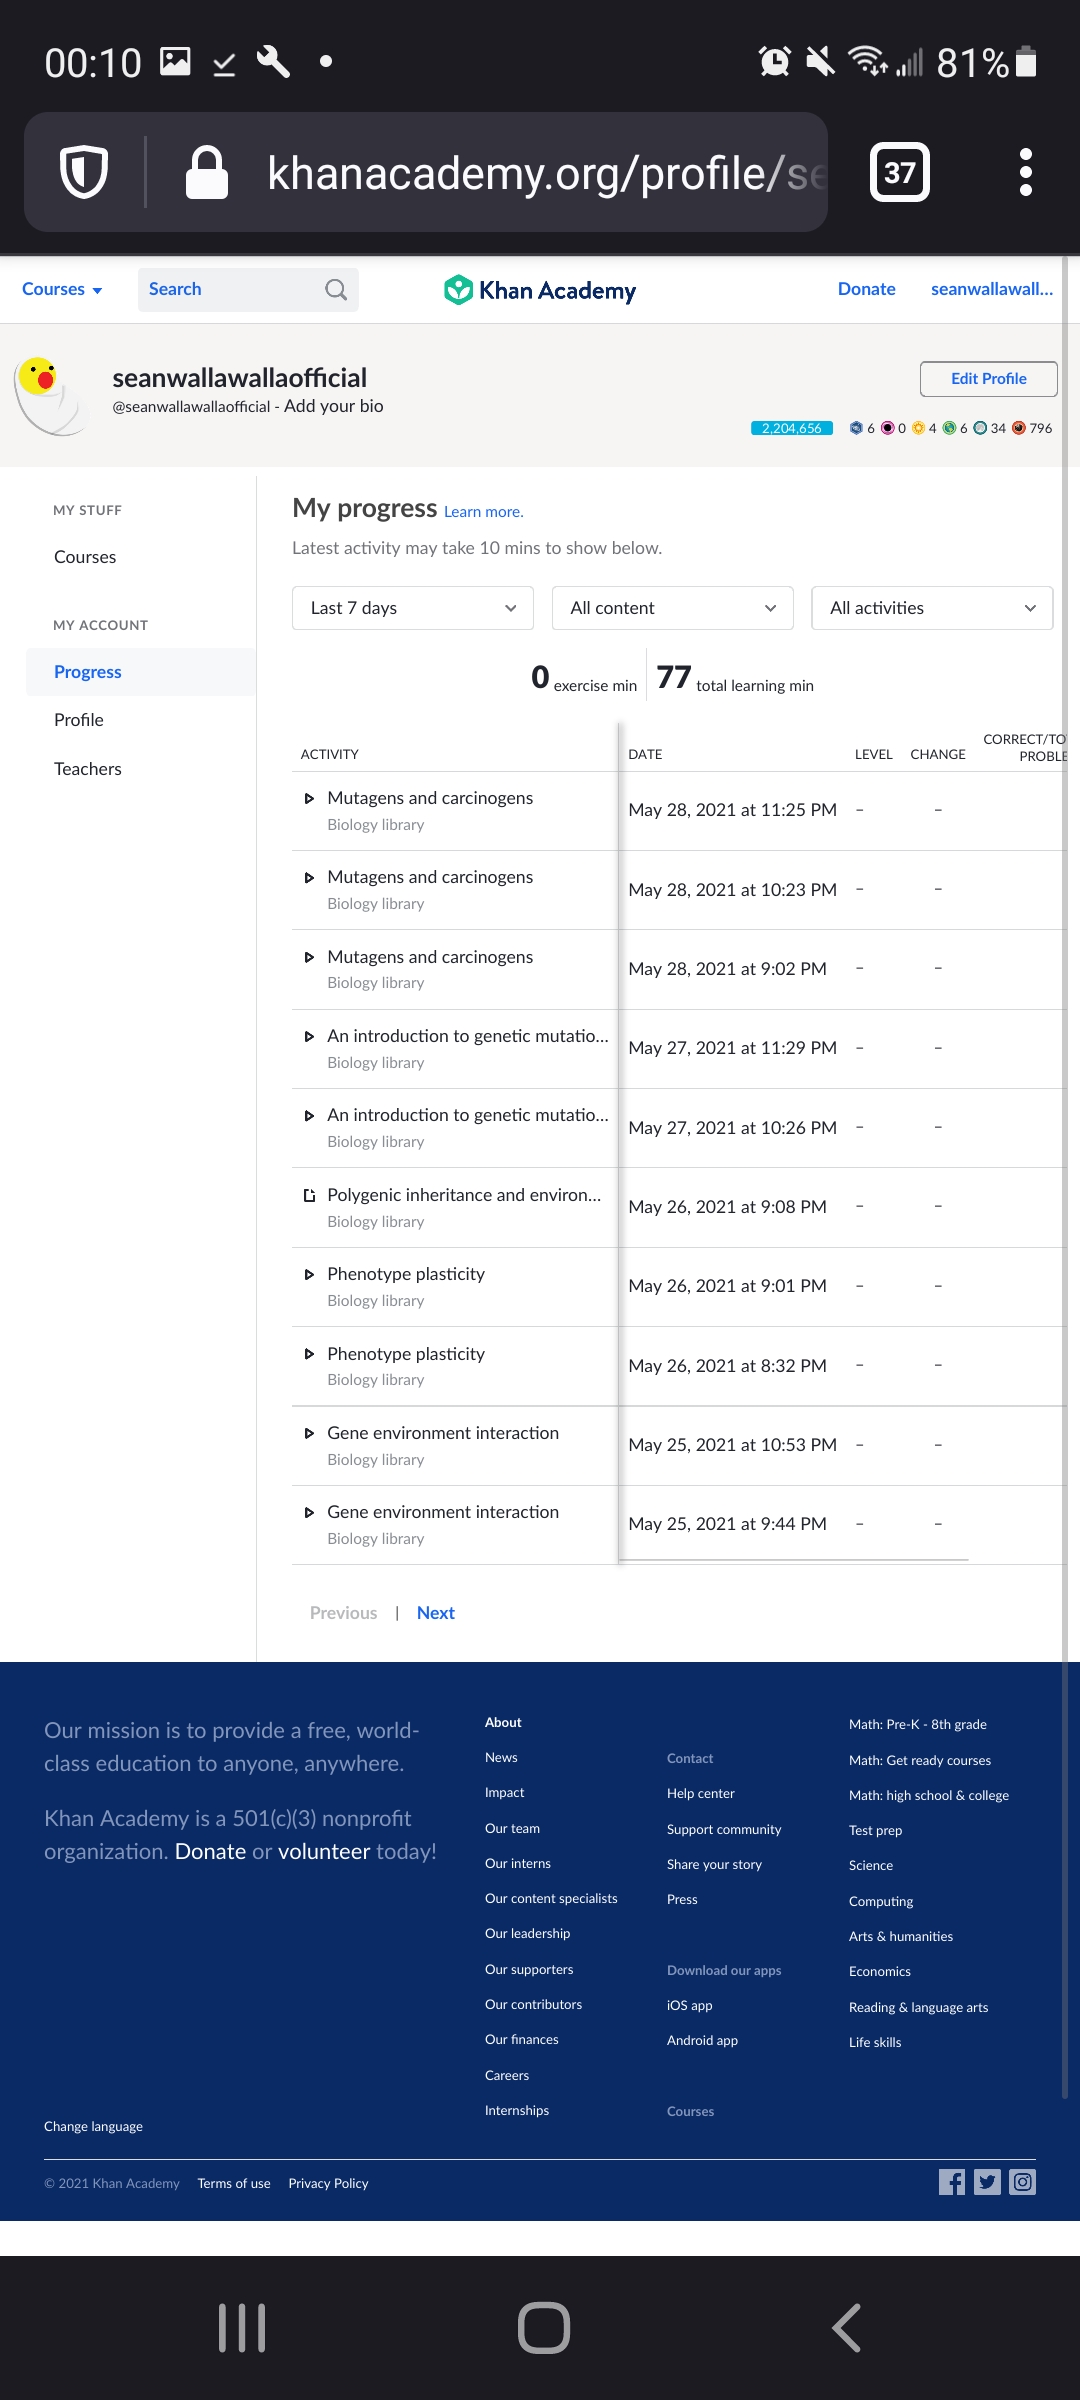 00:10
81%
khanacademy.org/profile/se
37
Courses
Search
Khan Academy
Donate
seanwallawall...
seanwallawallaofficial
@seanwallawallaofficial - Add your bio
Edit Profile
2,204,656 6 0 4 6 34 796
MY STUFF
Courses
MY ACCOUNT
Progress
Profile
Teachers
My progress Learn more.
Latest activity may take 10 mins to show below.
Last 7 days
All content
All activities
0 exercise min
77 total learning min
ACTIVITY DATE LEVEL CHANGE CORRECT/TO
PROBLE
Mutagens and carcinogens
Biology library
May 28, 2021 at 11:25 PM – –
Mutagens and carcinogens
Biology library
May 28, 2021 at 10:23 PM – –
Mutagens and carcinogens
Biology library
May 28, 2021 at 9:02 PM – –
An introduction to genetic mutatio...
Biology library
May 27, 2021 at 11:29 PM – –
An introduction to genetic mutatio...
Biology library
May 27, 2021 at 10:26 PM – –
Polygenic inheritance and environ...
Biology library
May 26, 2021 at 9:08 PM – –
Phenotype plasticity
Biology library
May 26, 2021 at 9:01 PM – –
Phenotype plasticity
Biology library
May 26, 2021 at 8:32 PM – –
Gene environment interaction
Biology library
May 25, 2021 at 10:53 PM – –
Gene environment interaction
Biology library
May 25, 2021 at 9:44 PM – –
Previous | Next
Our mission is to provide a free, world-
class education to anyone, anywhere.
Khan Academy is a 501(c)(3) nonprofit
organization. Donate or volunteer today!
About
News
Impact
Our team
Our interns
Our content specialists
Our leadership
Our supporters
Our contributors
Our finances
Careers
Internships
Contact
Help center
Support community
Share your story
Press
Download our apps
iOS app
Android app
Courses
Math: Pre-K - 8th grade
Math: Get ready courses
Math: high school & college
Test prep
Science
Computing
Arts & humanities
Economics
Reading & language arts
Life skills
Change language
© 2021 Khan Academy Terms of use Privacy Policy